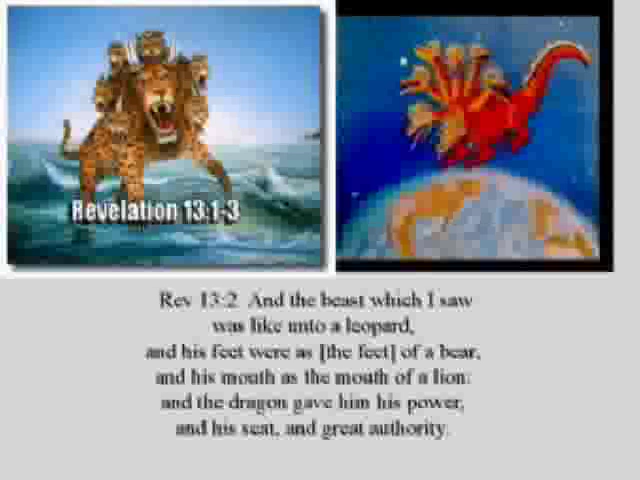 Revelation 13:1-3
Rev 13:2 And the beast which I saw
was like unto a leopard,
and his feet were as [the feet] of a bear,
and his mouth as the mouth of a lion:
and the dragon gave him his power,
and his seat, and great authority.